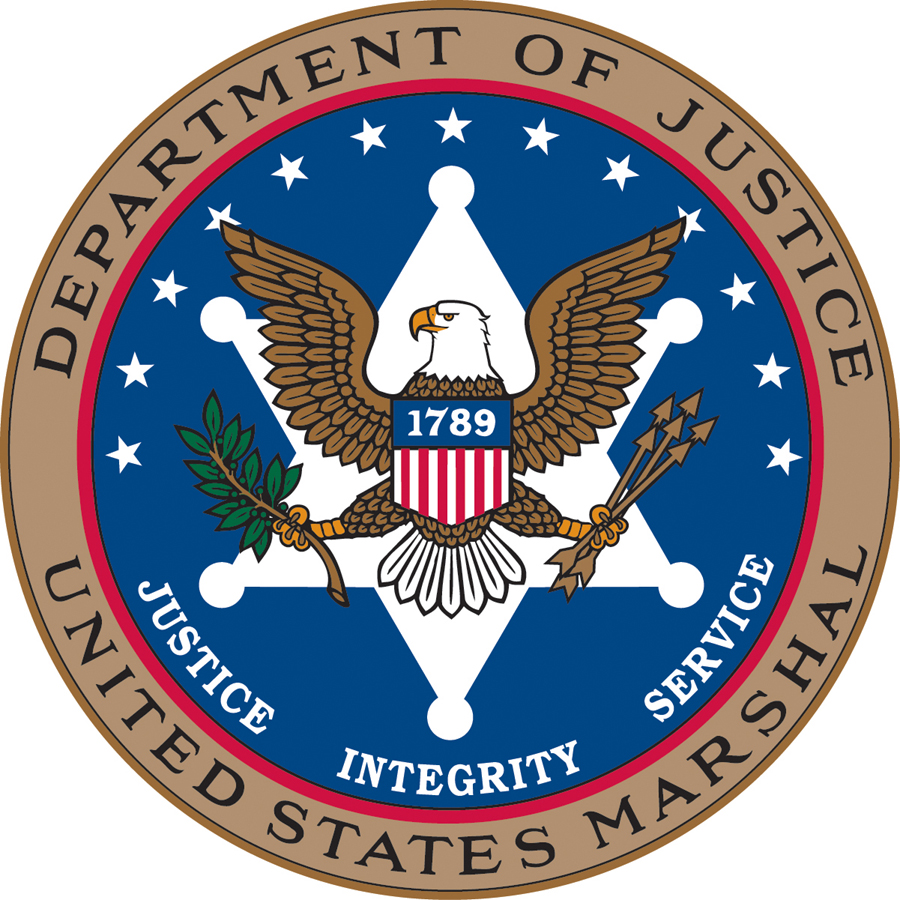 DEPARTMENT OF JUSTICE
1789
JUSTICE INTEGRITY SERVICE
UNITED STATES MARSHAL